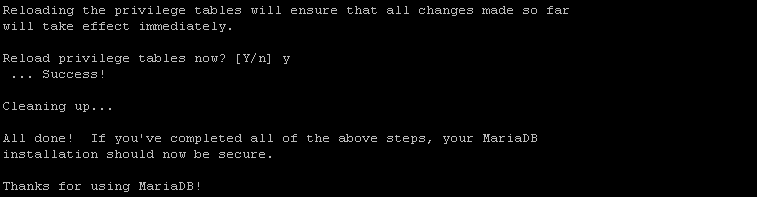 Reloading the privilege tables will ensure that all changes made so far
will take effect immediately.
Reload privilege tables now? [Y/n] y
 ... Success!
Cleaning up...
All done!  If you've completed all of the above steps, your MariaDB
installation should now be secure.
Thanks for using MariaDB!